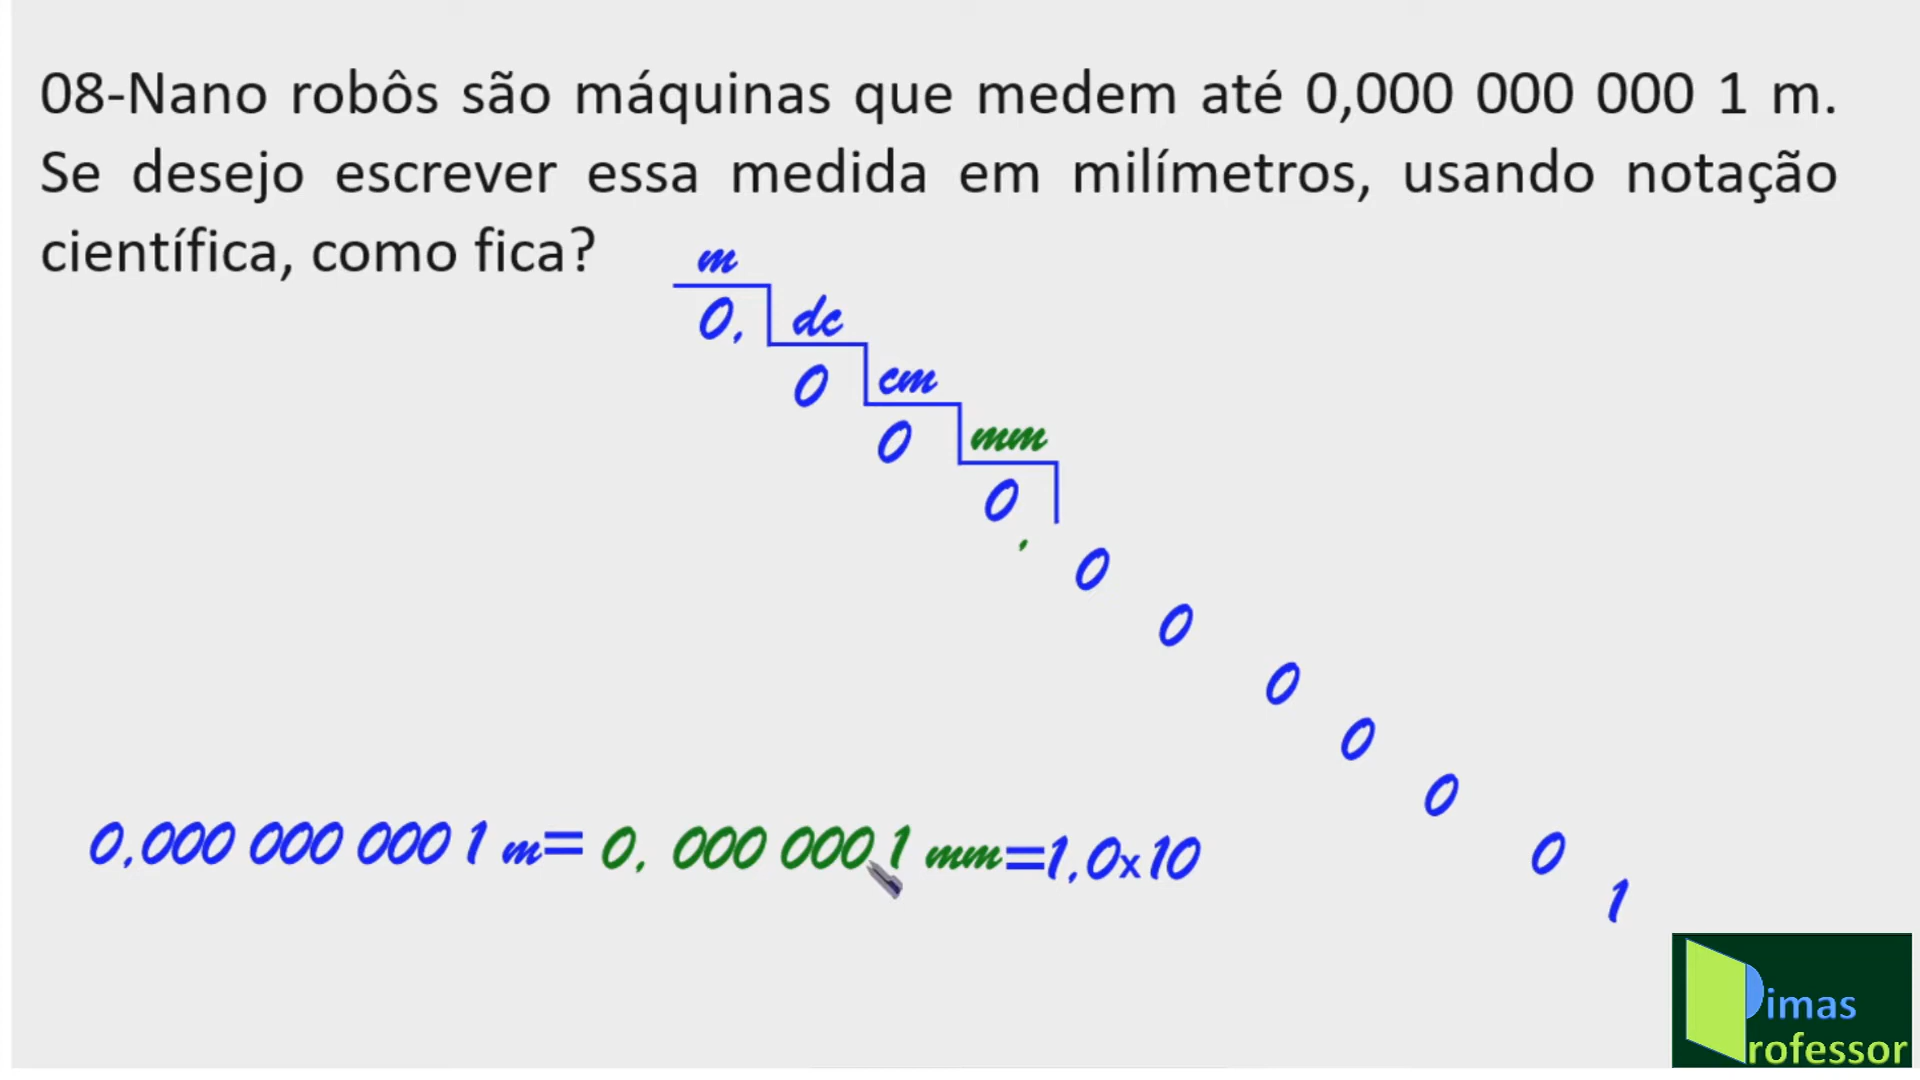 08-Nano robôs são máquinas que medem até 0,000 000 000 1 m.
Se desejo escrever essa medida em milímetros, usando notação
científica, como fica?
m
0, dc
0 cm
0 mm
0
,
0
0
0
0
0
0
1
0,000 000 000 1 m= 0, 000 000 1 mm=1,0x10
Dimas
Professor